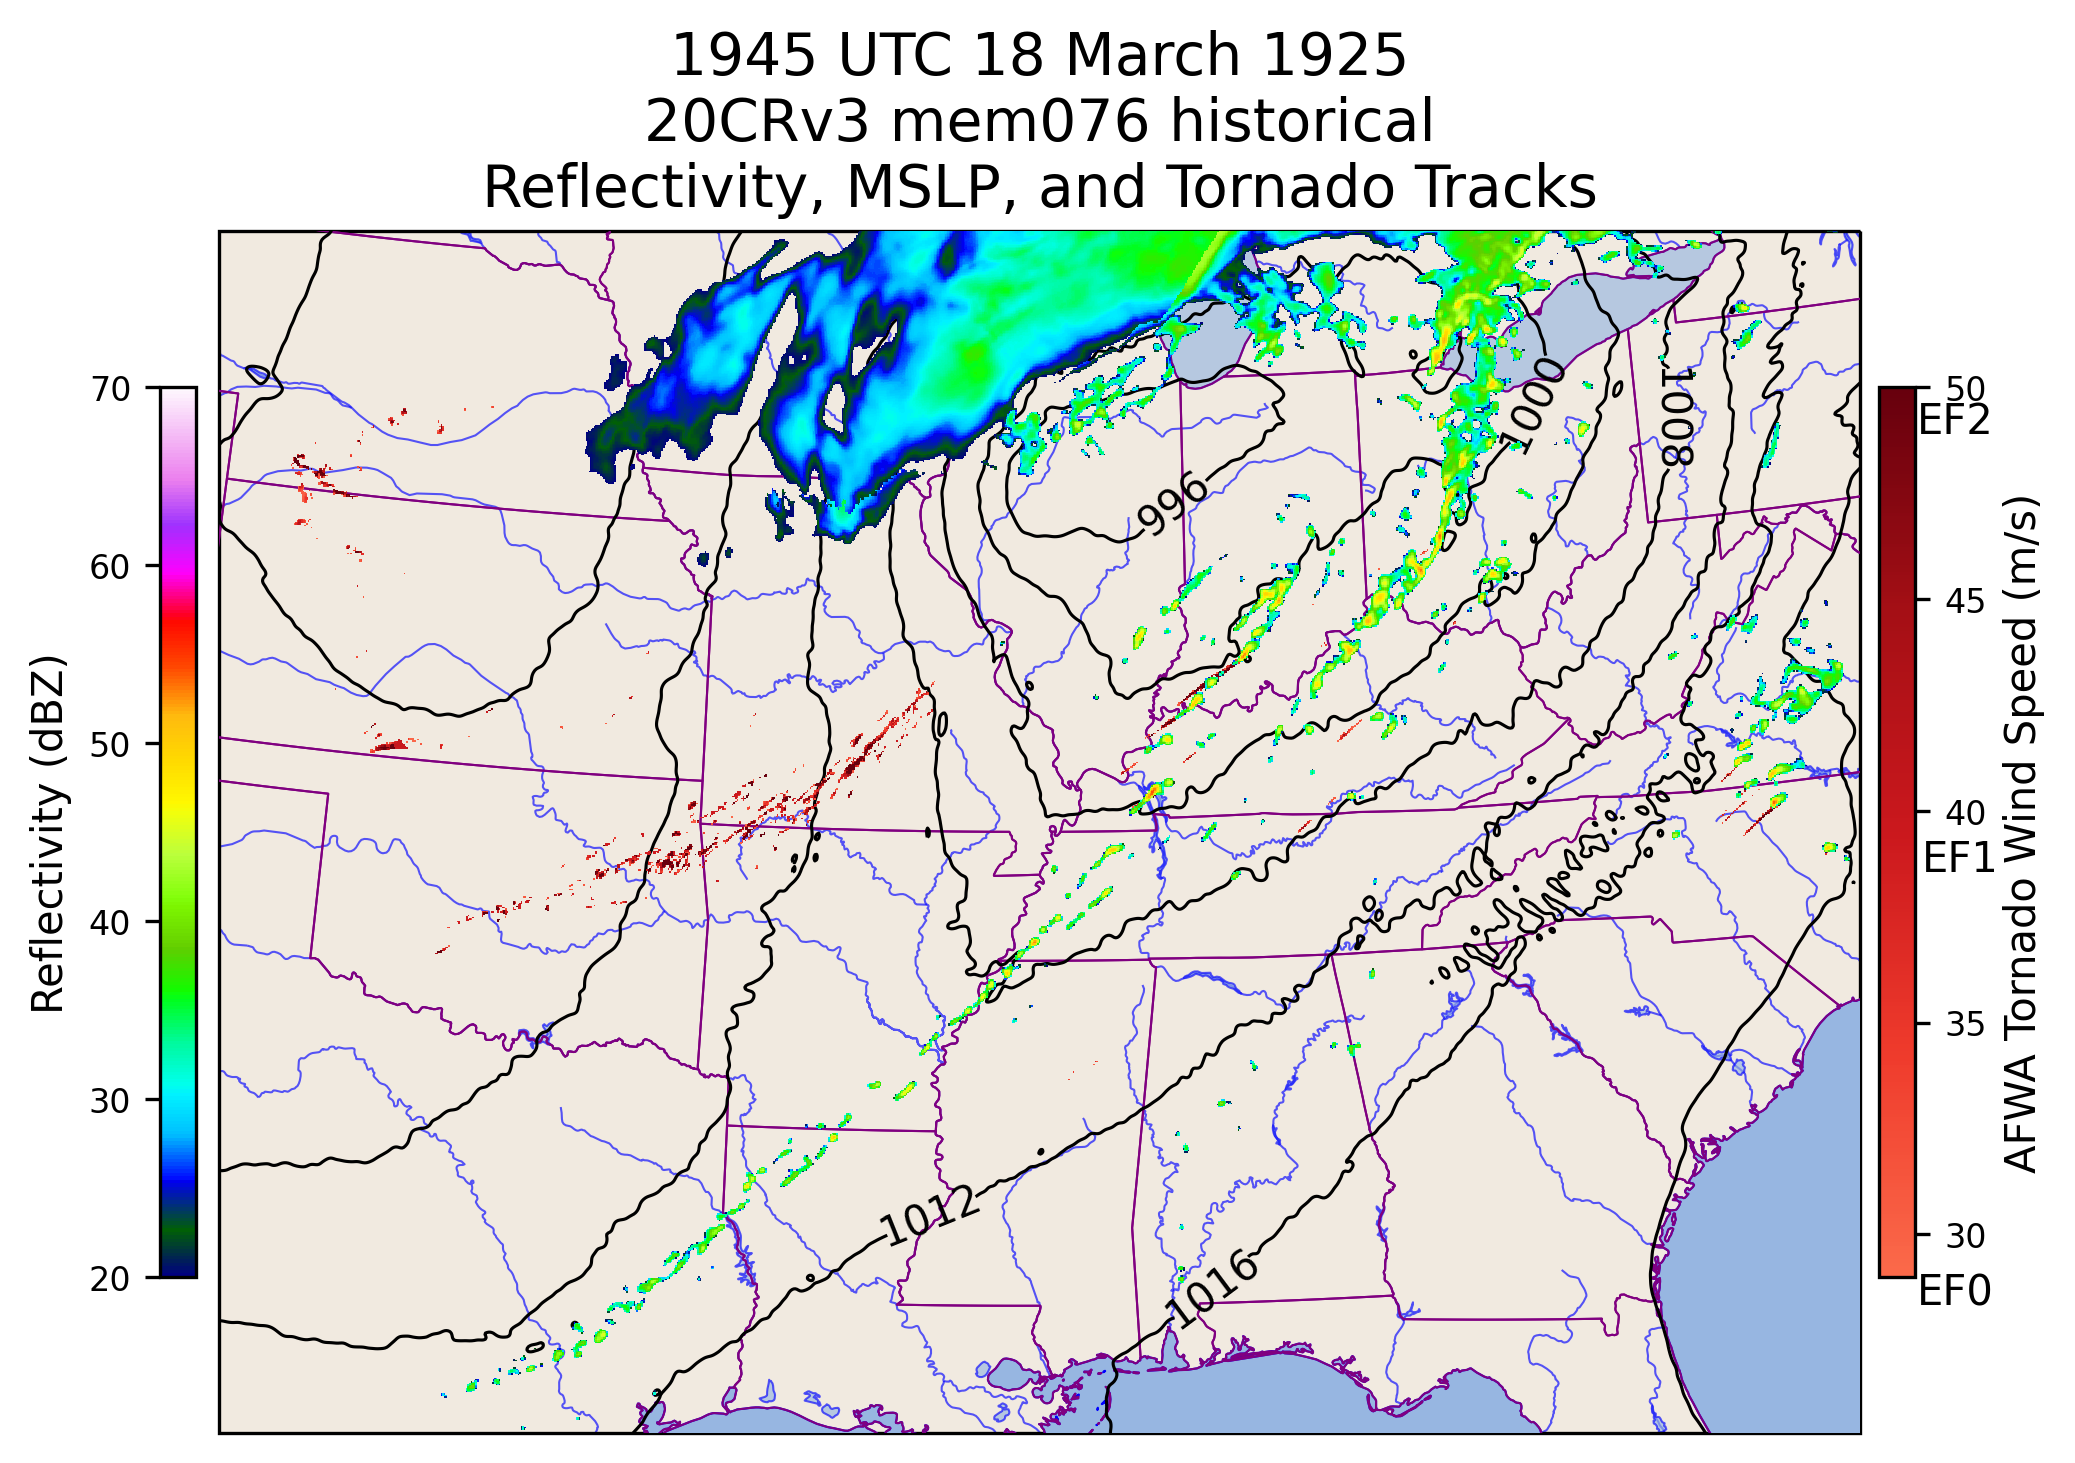 1945 UTC 18 March 1925
20CRv3 mem076 historical
Reflectivity, MSLP, and Tornado Tracks
Reflectivity (dBZ)
70
60
50
40
30
20
1000
1008
996
1012
1016
50
EF2
45
40
EF1
35
30
EF0
AFWA Tornado Wind Speed (m/s)